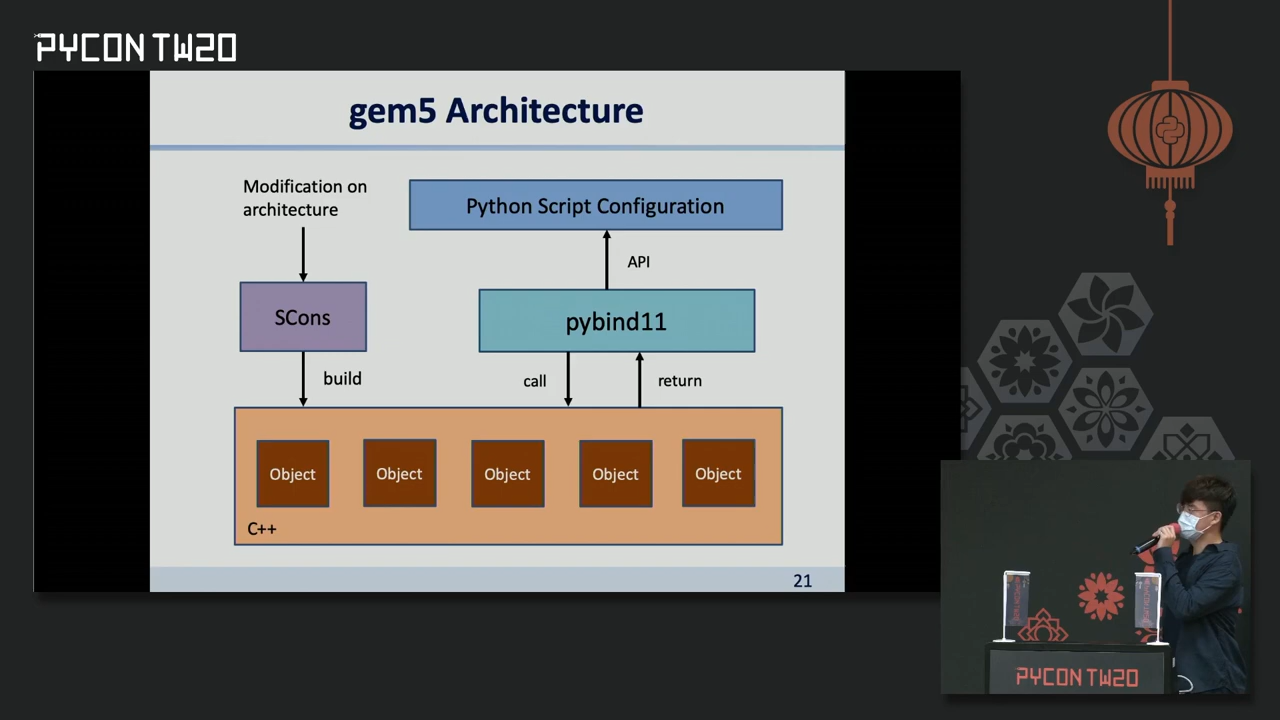 PYCON TW20
gem5 Architecture
Modification on
architecture
Python Script Configuration
API
SCons
pybind11
build
call
return
Object
Object
Object
Object
Object
C++
21
PYCON TW20